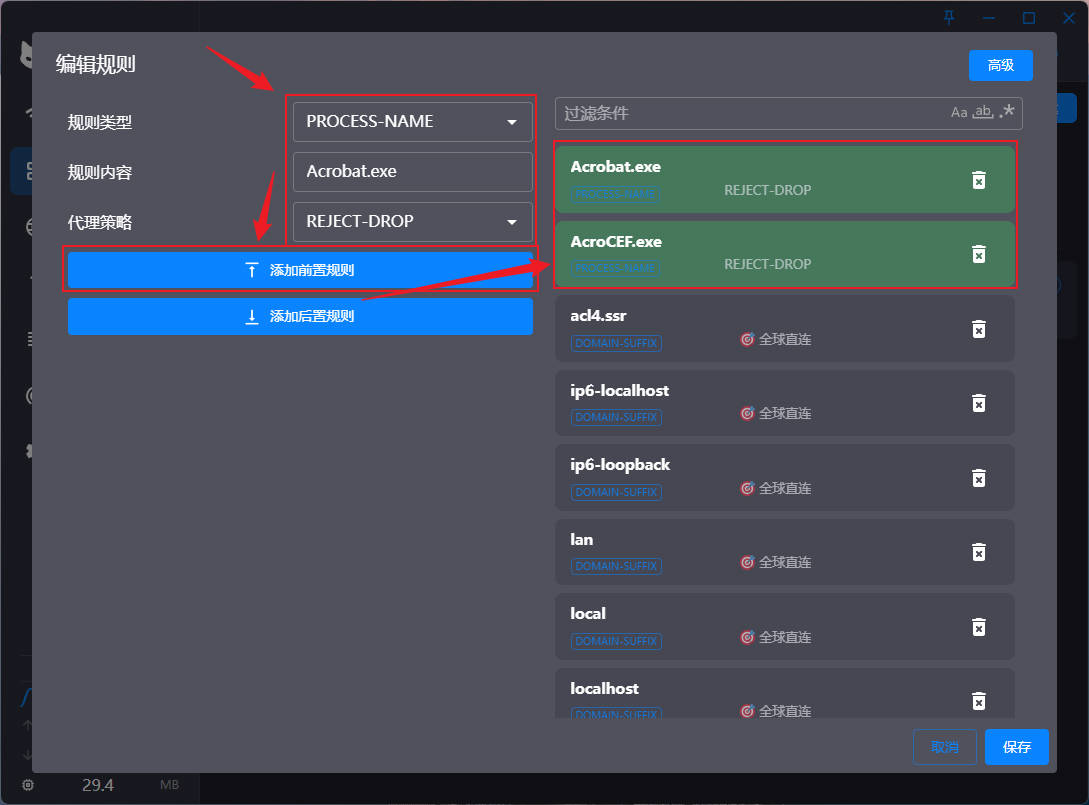 编辑规则
高级
规则类型
PROCESS-NAME
规则内容
Acrobat.exe
代理策略
REJECT-DROP
添加前置规则
添加后置规则
过滤条件
Aa ab .*
Acrobat.exe
PROCESS-NAME
REJECT-DROP
AcroCEF.exe
PROCESS-NAME
REJECT-DROP
acl4.ssr
DOMAIN-SUFFIX
全球直连
ip6-localhost
DOMAIN-SUFFIX
全球直连
ip6-loopback
DOMAIN-SUFFIX
全球直连
lan
DOMAIN-SUFFIX
全球直连
local
DOMAIN-SUFFIX
全球直连
localhost
DOMAIN-SUFFIX
全球直连
取消
保存
29.4 MB